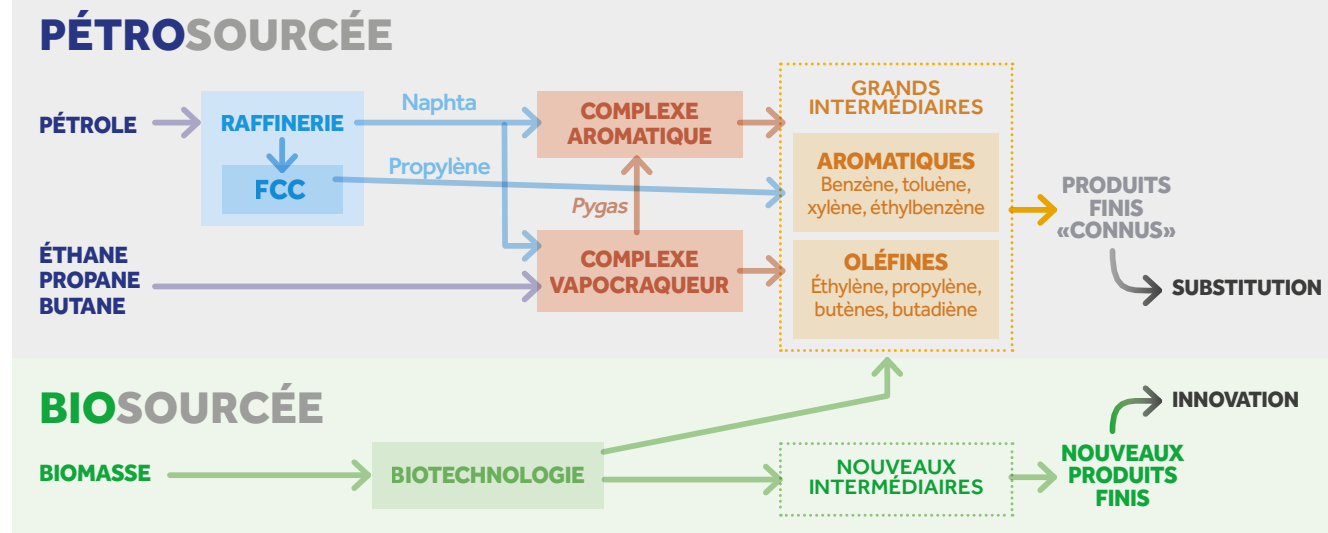 PÉTROSOURCÉE
PÉTROLE
RAFFINERIE
FCC
Naphta
Propylène
COMPLEXE
AROMATIQUE
Pygas
ÉTHANE
PROPANE
BUTANE
COMPLEXE
VAPOCRAQUEUR
GRANDS
INTERMÉDIAIRES
AROMATIQUES
Benzène, toluène,
xylène, éthylbenzène
OLÉFINES
Éthylène, propylène,
butènes, butadiène
PRODUITS
FINIS
«CONNUS»
SUBSTITUTION
BIOSOURCÉE
BIOMASSE
BIOTECHNOLOGIE
NOUVEAUX
INTERMÉDIAIRES
INNOVATION
NOUVEAUX
PRODUITS
FINIS